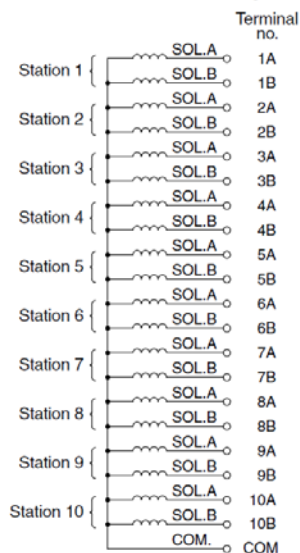 Terminal
no.
Station 1 SOL.A 1A
SOL.B 1B
Station 2 SOL.A 2A
SOL.B 2B
Station 3 SOL.A 3A
SOL.B 3B
Station 4 SOL.A 4A
SOL.B 4B
Station 5 SOL.A 5A
SOL.B 5B
Station 6 SOL.A 6A
SOL.B 6B
Station 7 SOL.A 7A
SOL.B 7B
Station 8 SOL.A 8A
SOL.B 8B
Station 9 SOL.A 9A
SOL.B 9B
Station 10 SOL.A 10A
SOL.B 10B
COM. COM